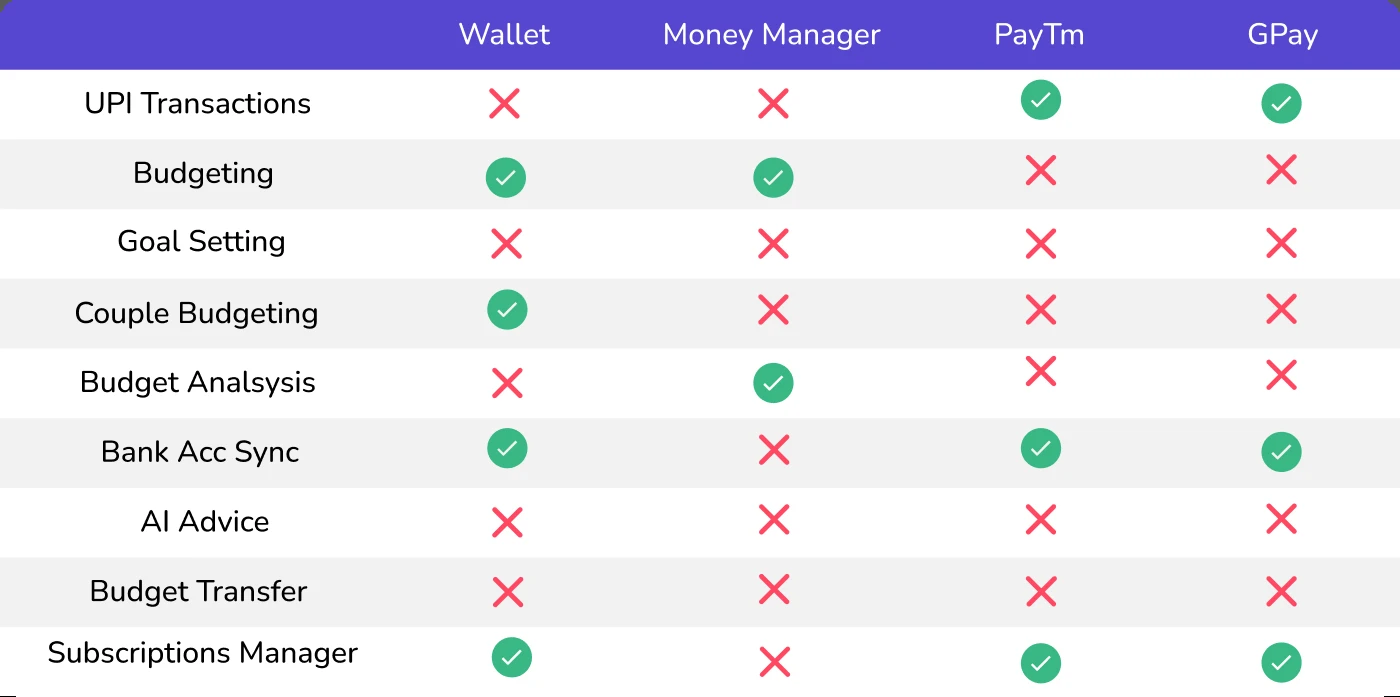 Wallet Money Manager PayTm GPay
UPI Transactions
Budgeting
Goal Setting
Couple Budgeting
Budget Analsysis
Bank Acc Sync
AI Advice
Budget Transfer
Subscriptions Manager